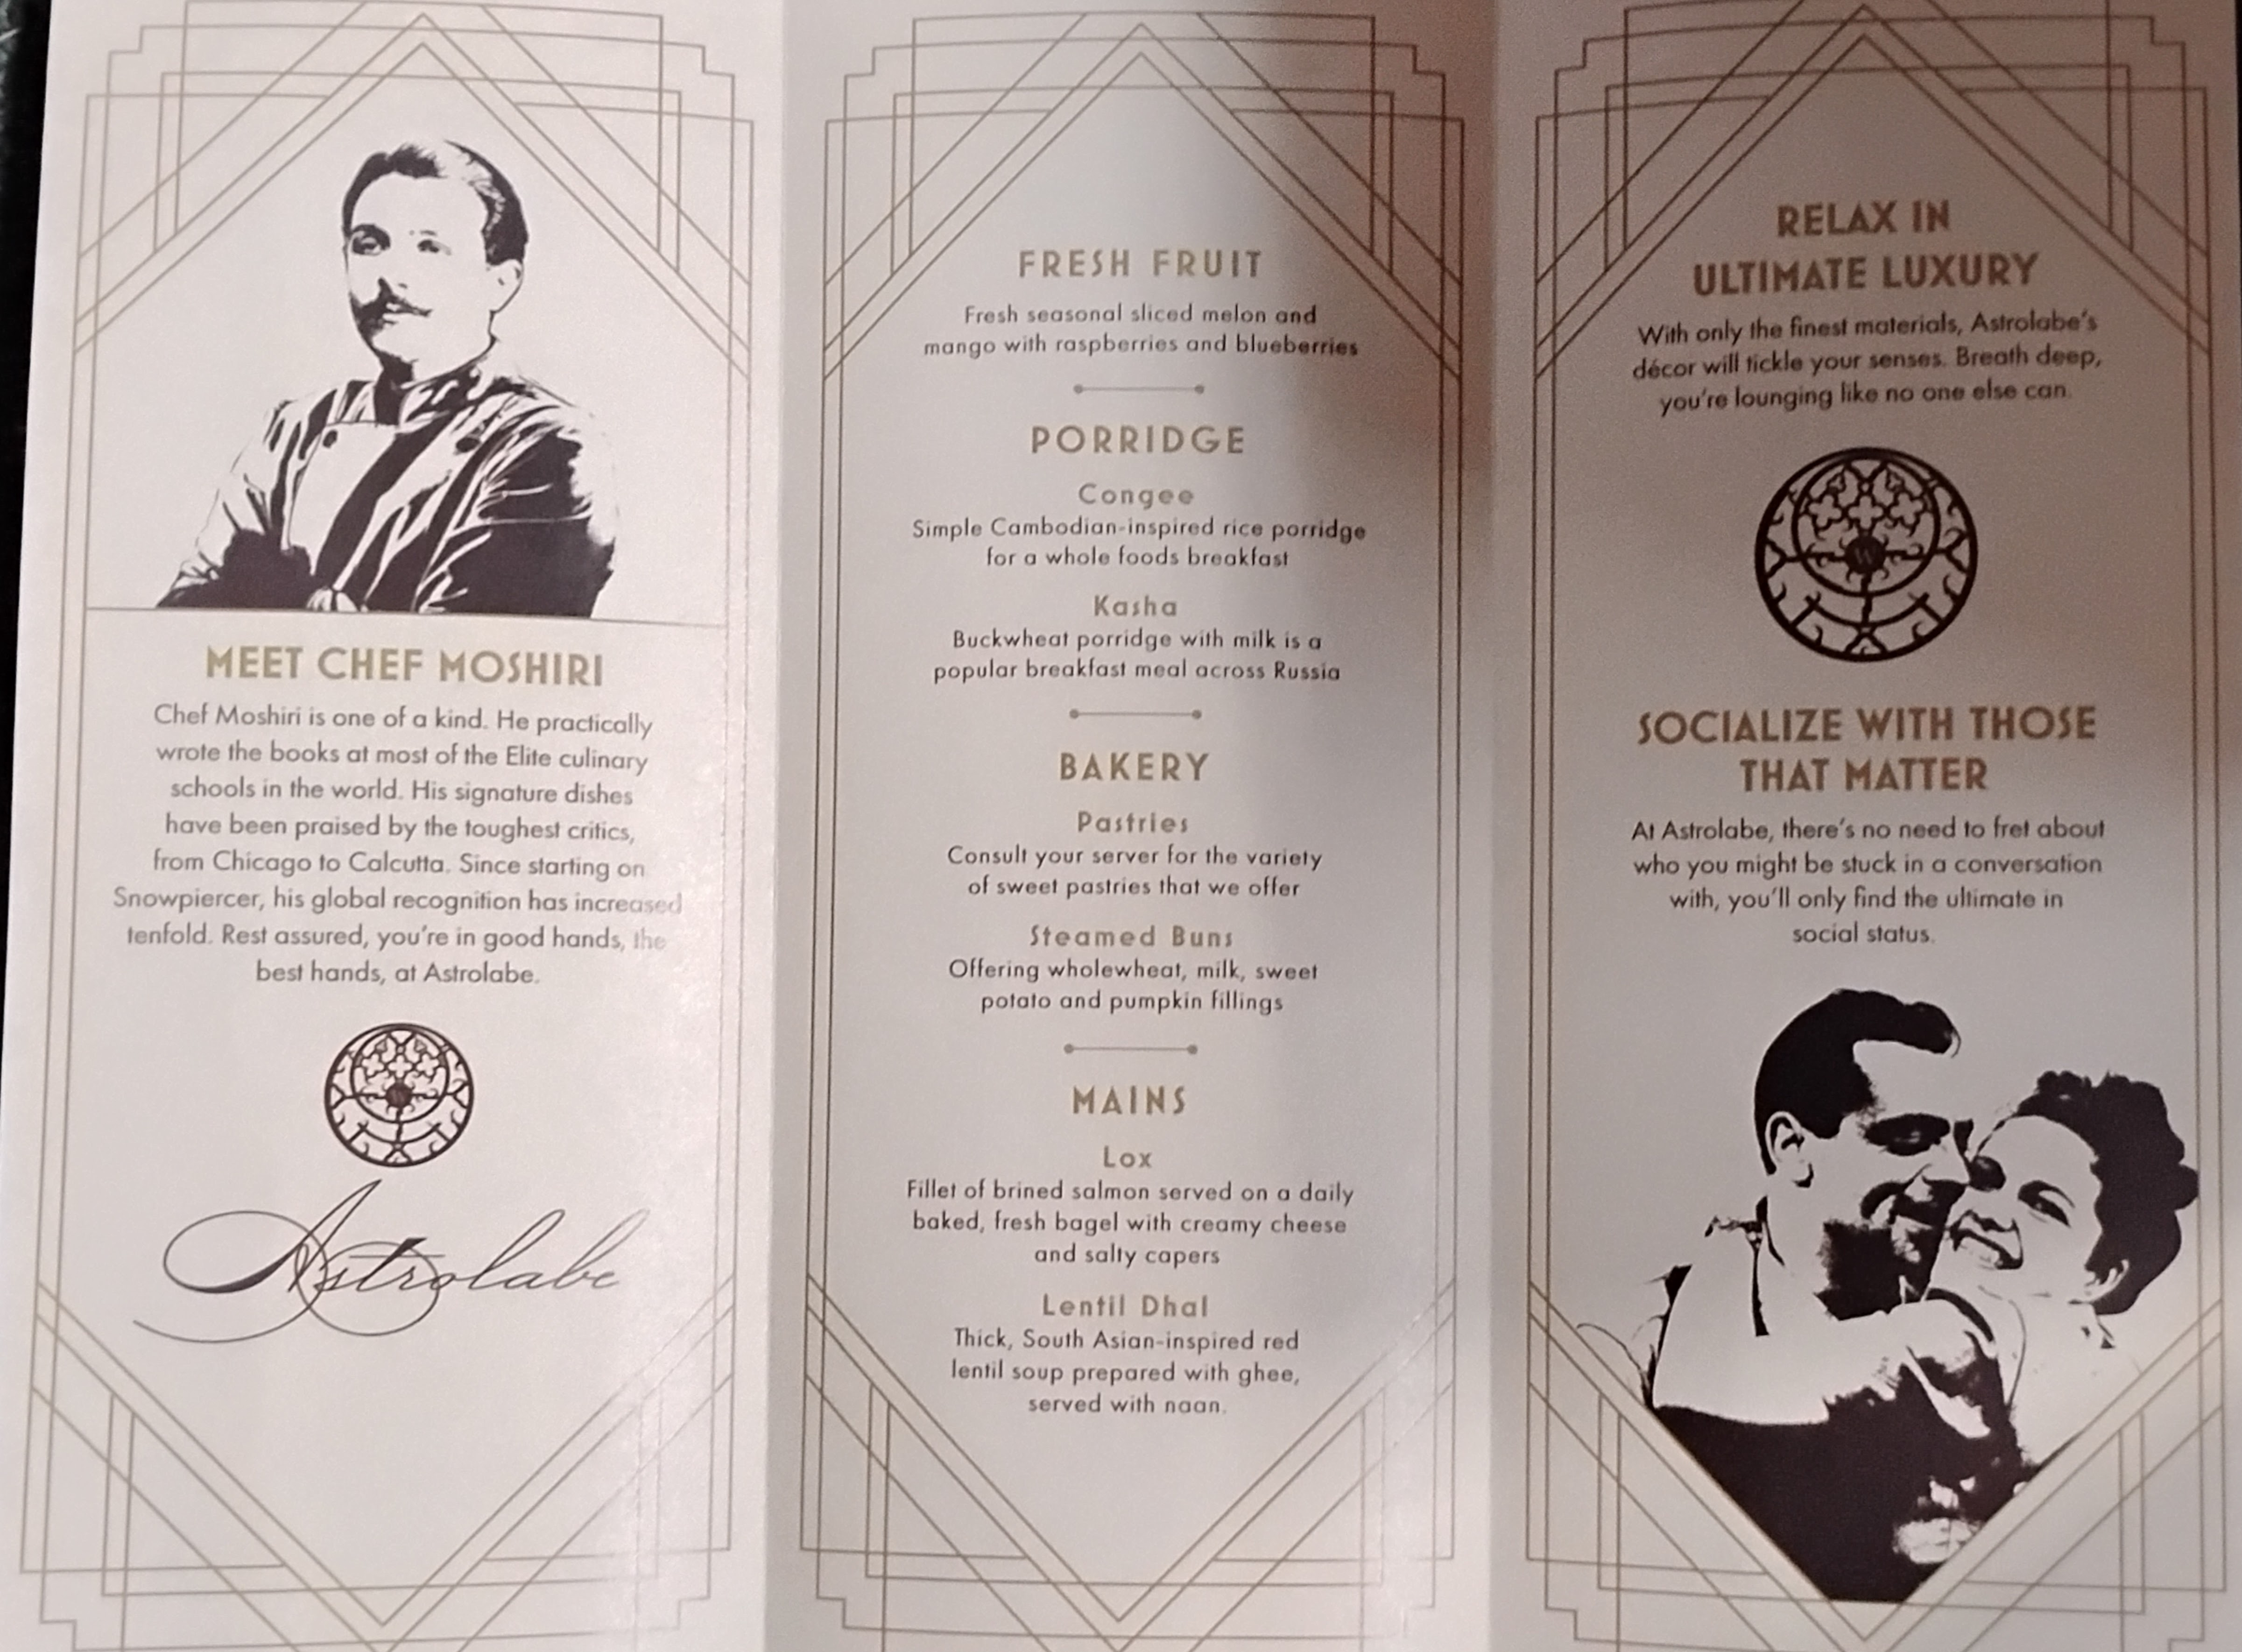 MEET CHEF MOSHIRI
Chef Moshiri is one of a kind. He practically
wrote the books at most of the Elite culinary
schools in the world. His signature dishes
have been praised by the toughest critics,
from Chicago to Calcutta. Since starting on
Snowpiercer, his global recognition has increased
tenfold. Rest assured, you're in good hands, the
best hands, at Astrolabe.
W
Astrolabe
FRESH FRUIT
Fresh seasonal sliced melon and
mango with raspberries and blueberries
PORRIDGE
Congee
Simple Cambodian-inspired rice porridge
for a whole foods breakfast
Kasha
Buckwheat porridge with milk is a
popular breakfast meal across Russia
BAKERY
Pastries
Consult your server for the variety
of sweet pastries that we offer
Steamed Buns
Offering wholewheat, milk, sweet
potato and pumpkin fillings
MAINS
Lox
Fillet of brined salmon served on a daily
baked, fresh bagel with creamy cheese
and salty capers
Lentil Dhal
Thick, South Asian-inspired red
lentil soup prepared with ghee,
served with naan.
RELAX IN
ULTIMATE LUXURY
With only the finest materials, Astrolabe's
décor will tickle your senses. Breath deep,
you're lounging like no one else can.
W
SOCIALIZE WITH THOSE
THAT MATTER
At Astrolabe, there's no need to fret about
who you might be stuck in a conversation
with, you'll only find the ultimate in
social status.